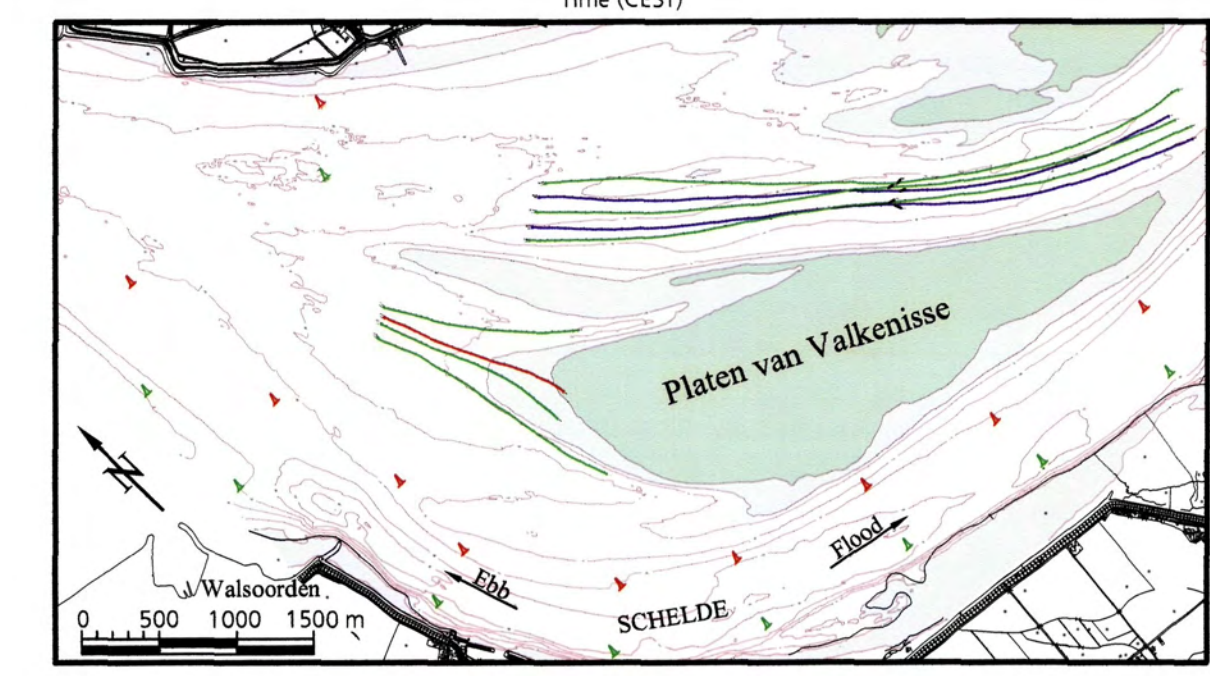 Time (CEST)
Platen van Valkenisse
N
Flood
Ebb
Walsoorden
SCHELDE
0 500 1000 1500 m